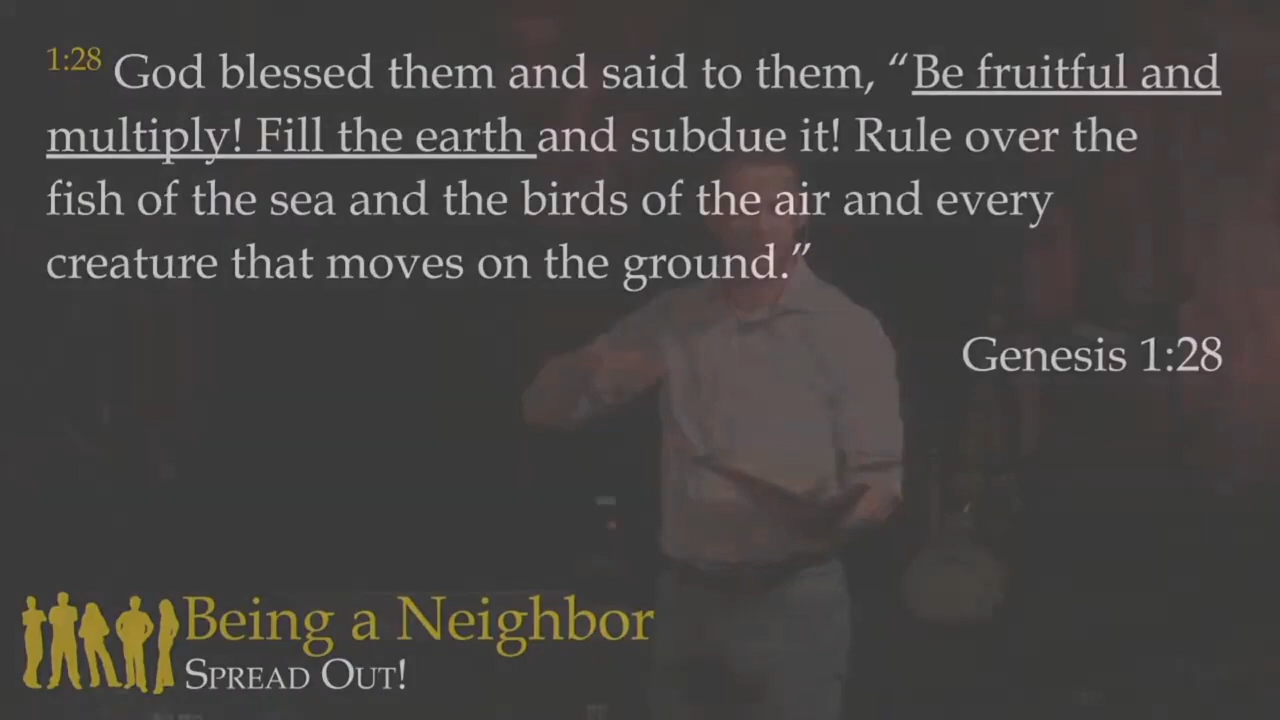 1:28 God blessed them and said to them, “Be fruitful and
multiply! Fill the earth and subdue it! Rule over the
fish of the sea and the birds of the air and every
creature that moves on the ground.”
Genesis 1:28
Being a Neighbor
SPREAD OUT!